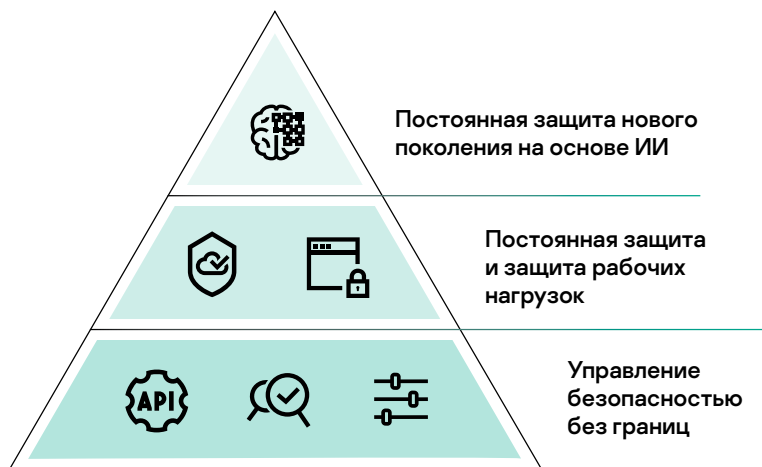 Постоянная защита нового
поколения на основе ИИ
Постоянная защита
и защита рабочих
нагрузок
API
Управление
безопасностью
без границ